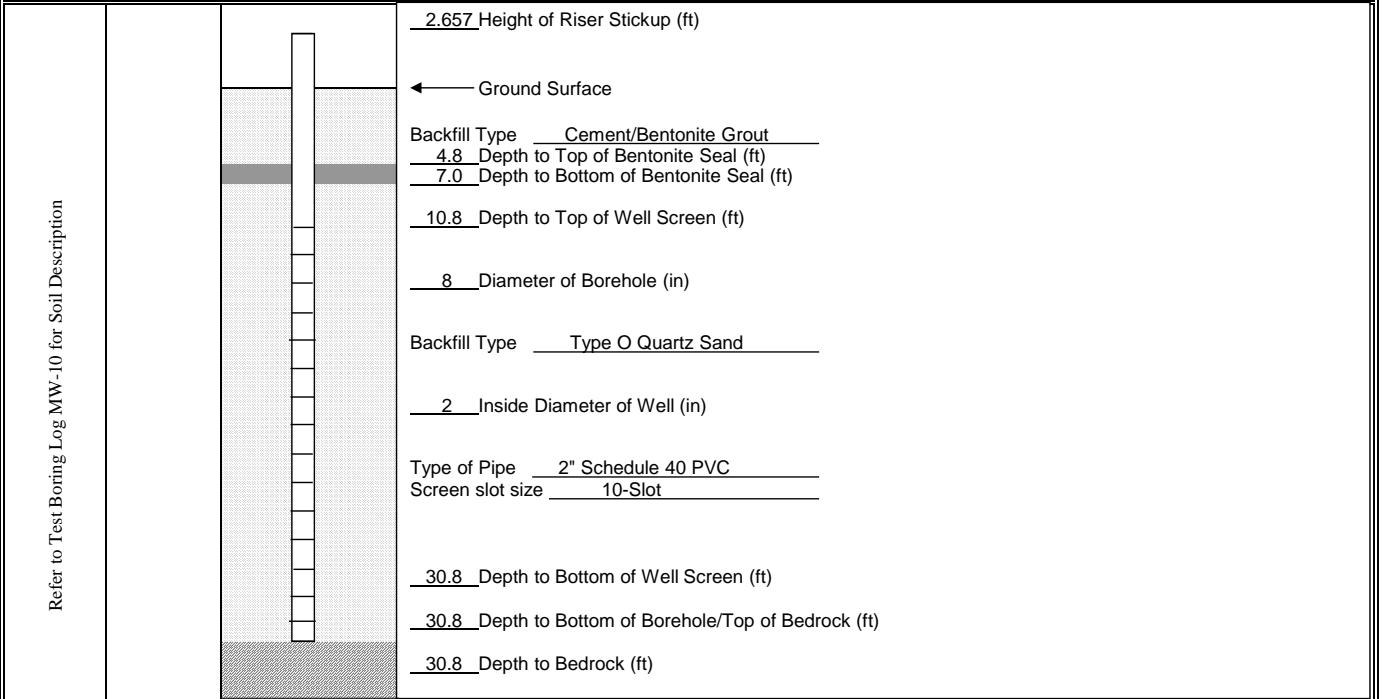 Refer to Test Boring Log MW-10 for Soil Description
2.657 Height of Riser Stickup (ft)
Ground Surface
Backfill Type Cement/Bentonite Grout
4.8 Depth to Top of Bentonite Seal (ft)
7.0 Depth to Bottom of Bentonite Seal (ft)
10.8 Depth to Top of Well Screen (ft)
8 Diameter of Borehole (in)
Backfill Type Type O Quartz Sand
2 Inside Diameter of Well (in)
Type of Pipe 2" Schedule 40 PVC
Screen slot size 10-Slot
30.8 Depth to Bottom of Well Screen (ft)
30.8 Depth to Bottom of Borehole/Top of Bedrock (ft)
30.8 Depth to Bedrock (ft)